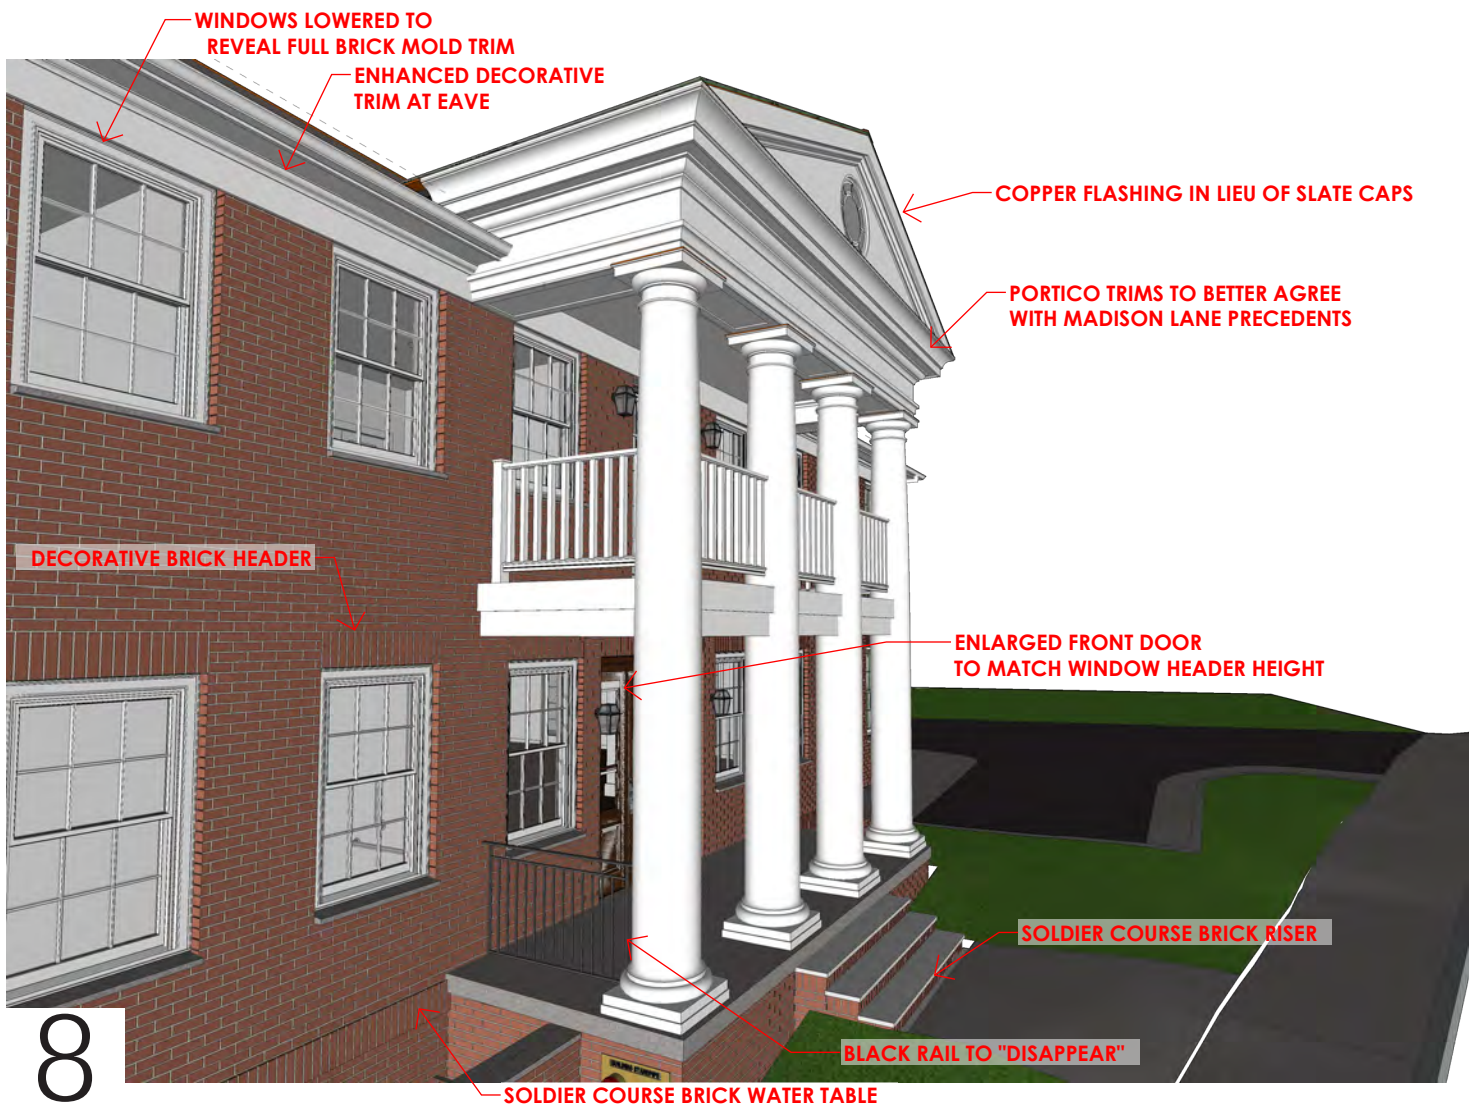 WINDOWS LOWERED TO
REVEAL FULL BRICK MOLD TRIM
ENHANCED DECORATIVE
TRIM AT EAVE
COPPER FLASHING IN LIEU OF SLATE CAPS
PORTICO TRIMS TO BETTER AGREE
WITH MADISON LANE PRECEDENTS
DECORATIVE BRICK HEADER
ENLARGED FRONT DOOR
TO MATCH WINDOW HEADER HEIGHT
SOLDIER COURSE BRICK RISER
BLACK RAIL TO "DISAPPEAR"
SOLDIER COURSE BRICK WATER TABLE
8